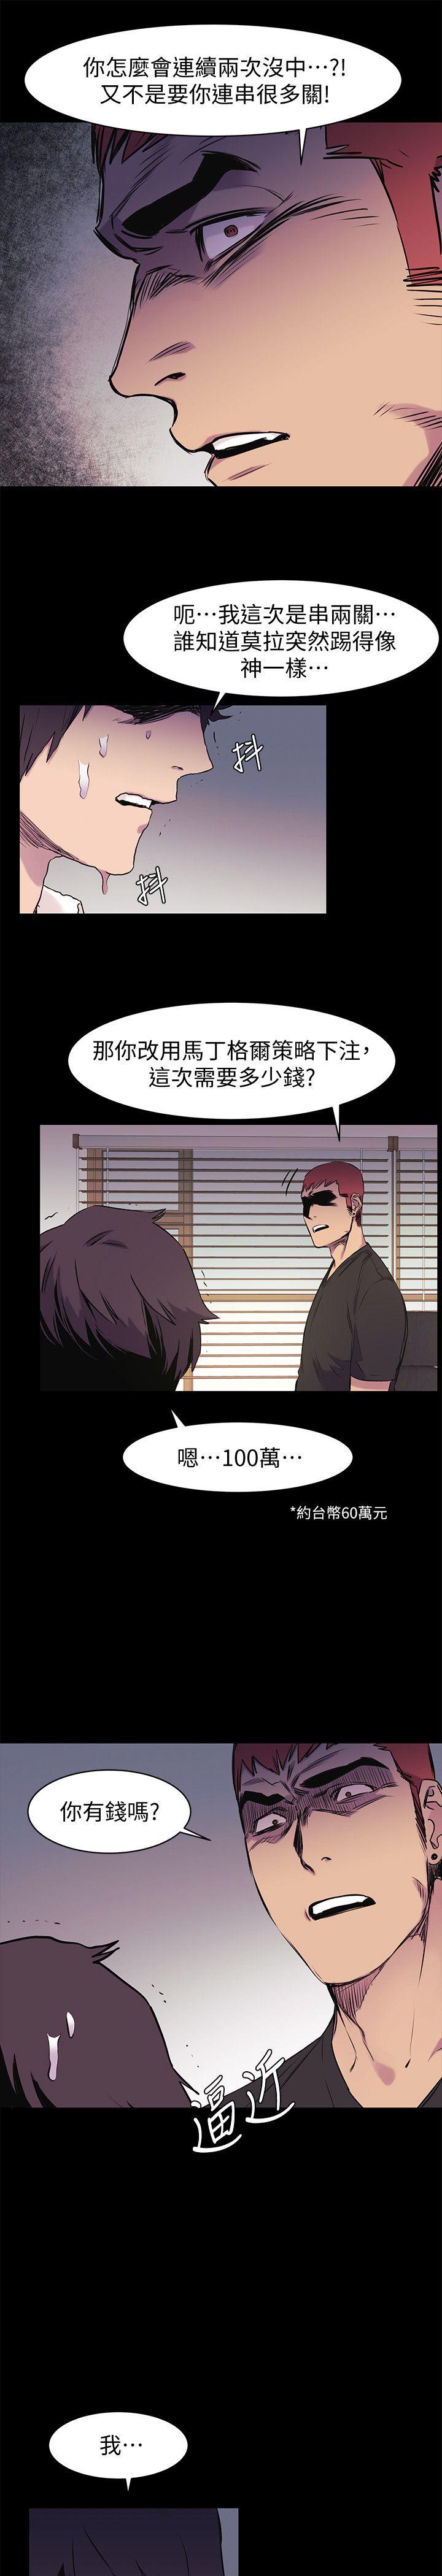 你怎麼會連續兩次沒中⋯?!
又不是要你連串很多關!
呃⋯我這次是串兩關⋯
誰知道莫拉突然踢得像
神一樣⋯
抖
抖
那你改用馬丁格爾策略下注，
這次需要多少錢?
嗯⋯100萬⋯
*約台幣60萬元
你有錢嗎?
逼近
我⋯